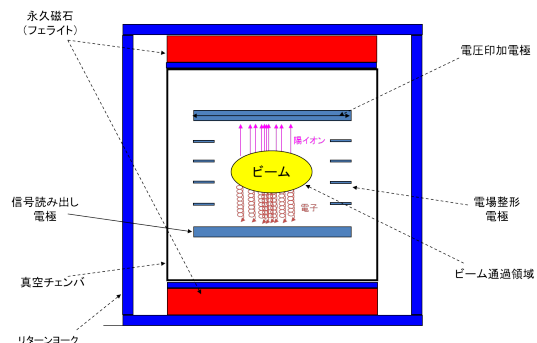 永久磁石
(フェライト)
電圧印加電極
陽イオン
ビーム
信号読み出し
電極
電子
電場整形
電極
ビーム通過領域
真空チェンバ
リターンヨーク